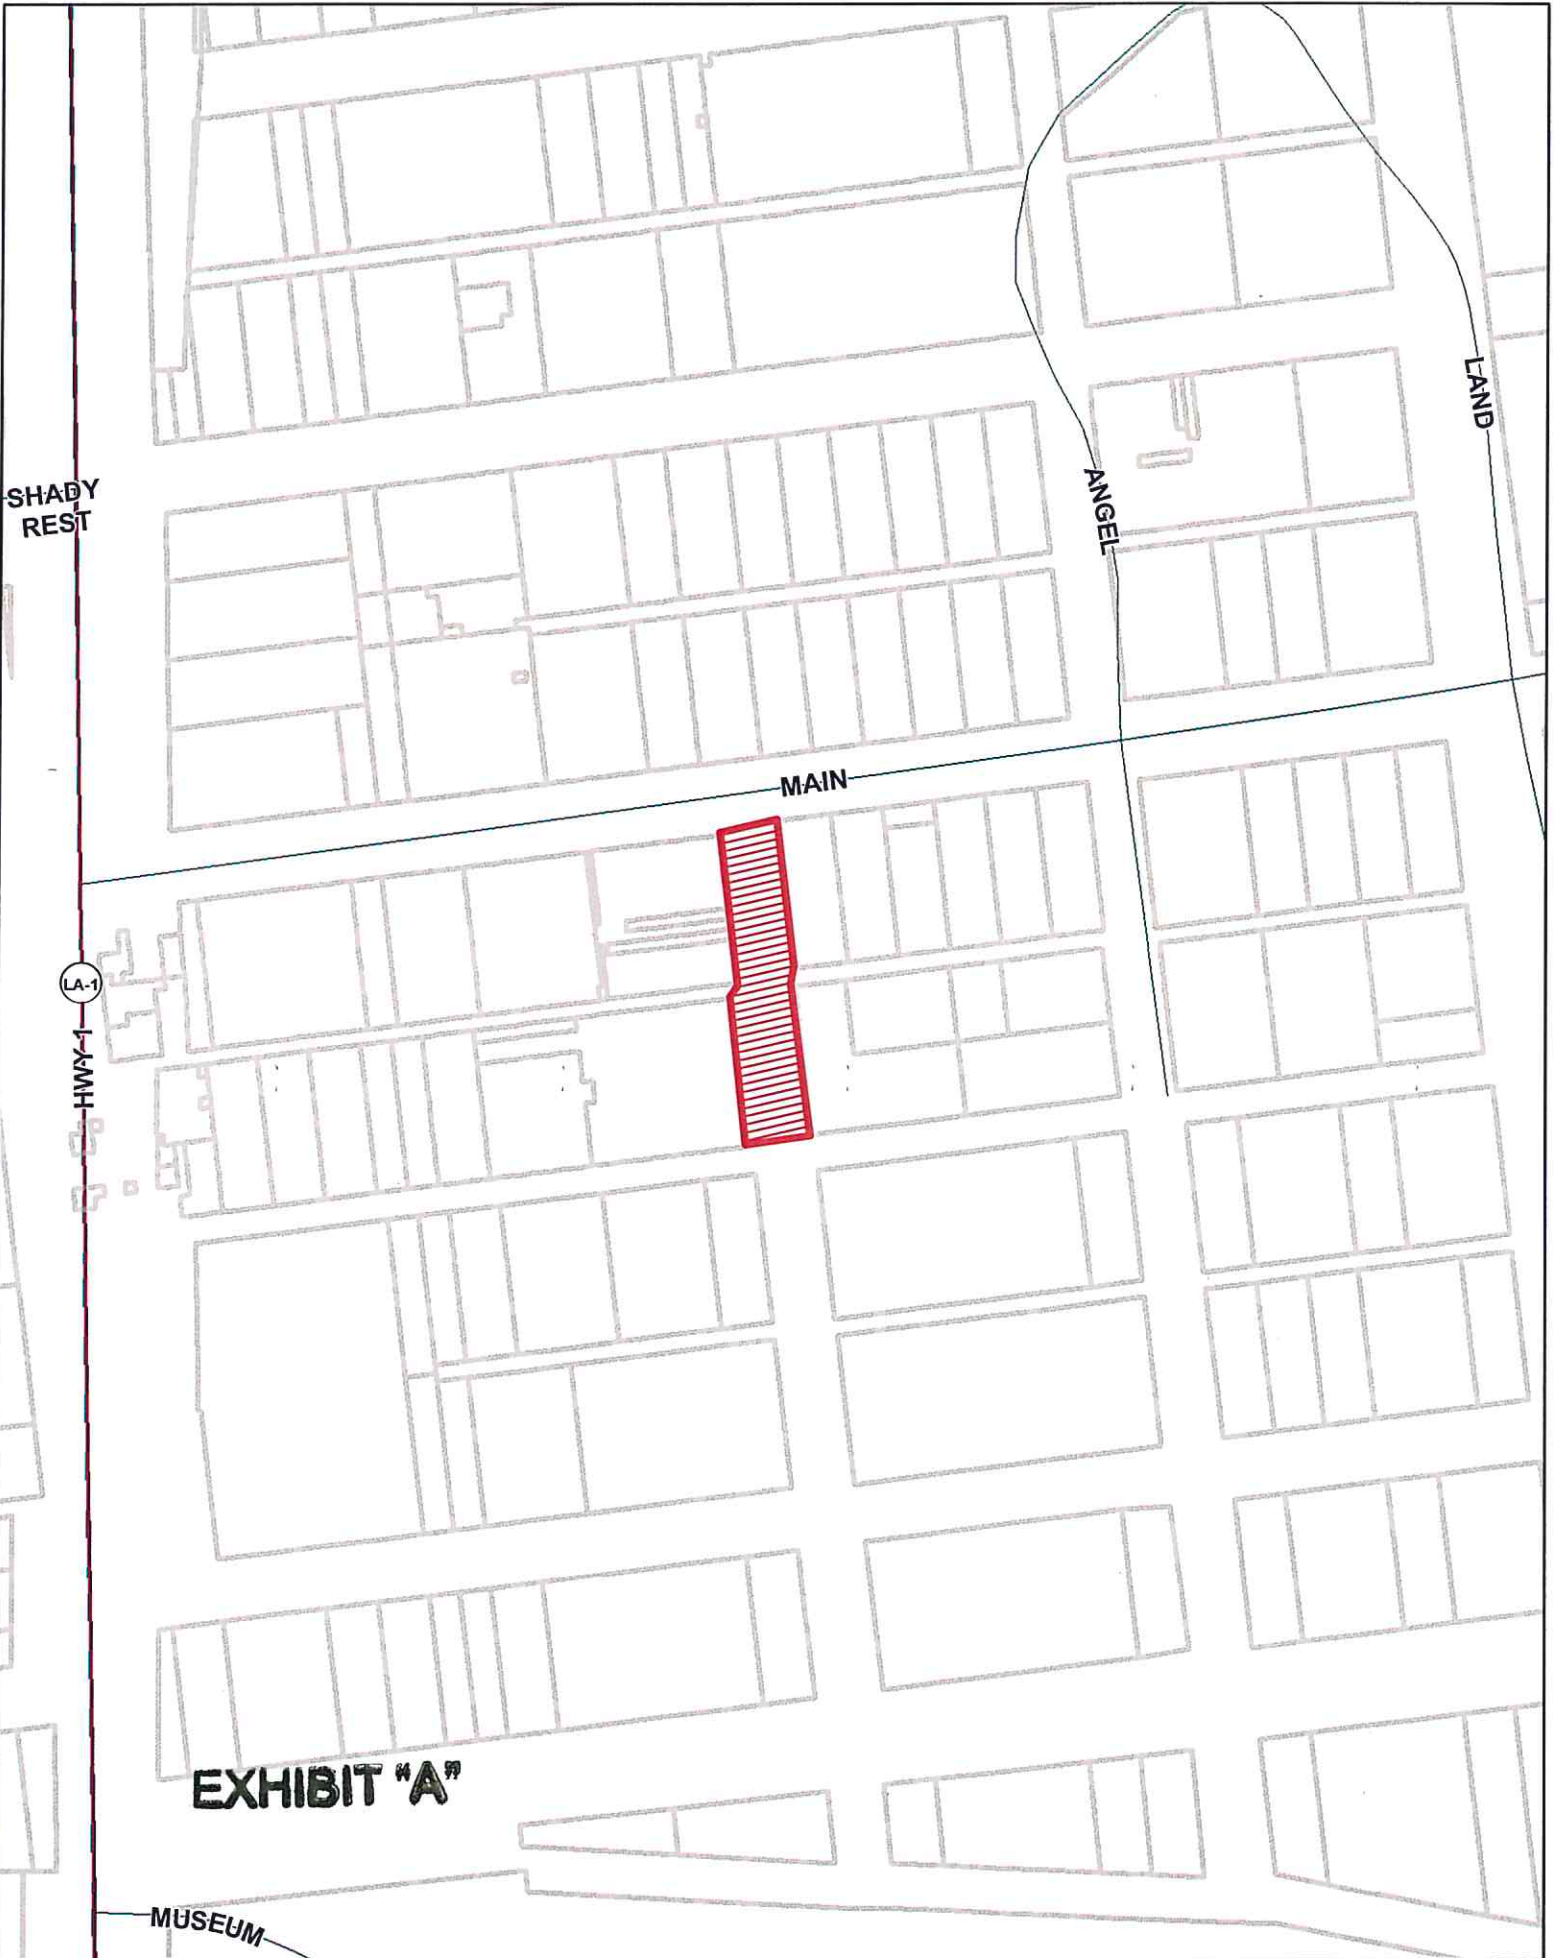 LAND
ANGEL
SHADY
REST
MAIN
LA-1
HWY-1
EXHIBIT "A"
MUSEUM